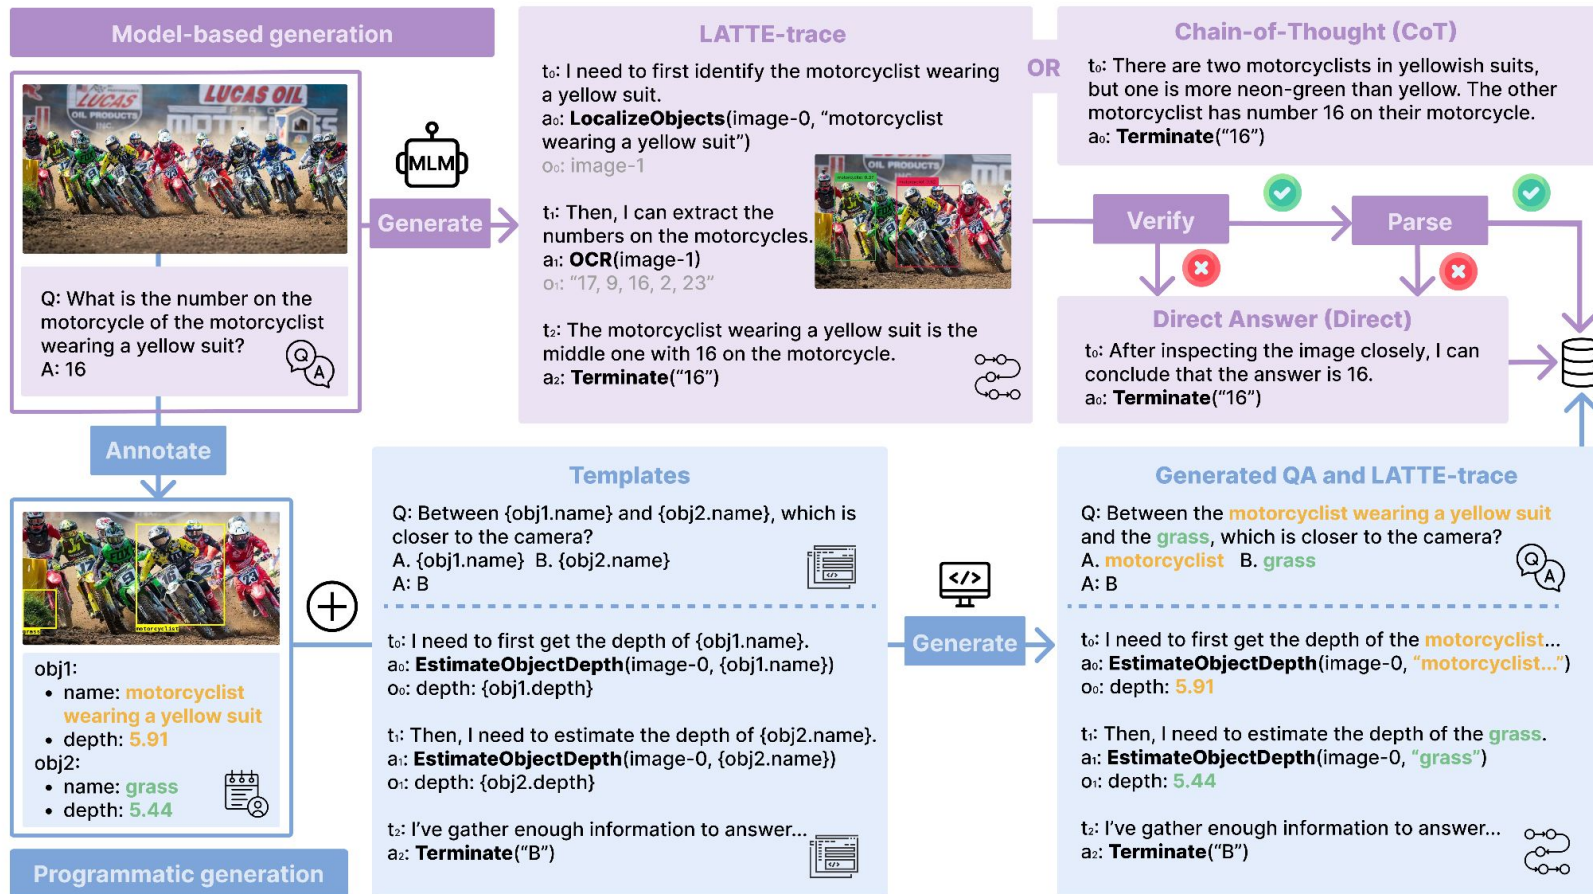 Model-based generation
LUCAS
OIL PRODUCTS
LUCAS OIL
MOTOCROSS
Q: What is the number on the
motorcycle of the motorcyclist
wearing a yellow suit?
A: 16
Q
A
MLM
Generate
LATTE-trace
t₀: I need to first identify the motorcyclist wearing
a yellow suit.
a₀: LocalizeObjects(image-0, “motorcyclist
wearing a yellow suit”)
o₀: image-1
t₁: Then, I can extract the
numbers on the motorcycles.
a₁: OCR(image-1)
o₁: “17, 9, 16, 2, 23”
OIL PRODUCTS
t₂: The motorcyclist wearing a yellow suit is the
middle one with 16 on the motorcycle.
a₂: Terminate(“16”)
OR
Chain-of-Thought (CoT)
t₀: There are two motorcyclists in yellowish suits,
but one is more neon-green than yellow. The other
motorcyclist has number 16 on their motorcycle.
a₀: Terminate(“16”)
Verify
Parse
Direct Answer (Direct)
t₀: After inspecting the image closely, I can
conclude that the answer is 16.
a₀: Terminate(“16”)
Annotate
17
9
16
2
grass
motorcyclist
obj1:
• name: motorcyclist
wearing a yellow suit
• depth: 5.91
obj2:
• name: grass
• depth: 5.44
Programmatic generation
Templates
Q: Between {obj1.name} and {obj2.name}, which is
closer to the camera?
A. {obj1.name} B. {obj2.name}
A: B
t₀: I need to first get the depth of {obj1.name}.
a₀: EstimateObjectDepth(image-0, {obj1.name})
o₀: depth: {obj1.depth}
t₁: Then, I need to estimate the depth of {obj2.name}.
a₁: EstimateObjectDepth(image-0, {obj2.name})
o₁: depth: {obj2.depth}
t₂: I’ve gather enough information to answer...
a₂: Terminate(“B”)
</>
Generate
Generated QA and LATTE-trace
Q: Between the motorcyclist wearing a yellow suit
and the grass, which is closer to the camera?
A. motorcyclist B. grass
A: B
Q
A
t₀: I need to first get the depth of the motorcyclist...
a₀: EstimateObjectDepth(image-0, “motorcyclist...”)
o₀: depth: 5.91
t₁: Then, I need to estimate the depth of the grass.
a₁: EstimateObjectDepth(image-0, “grass”)
o₁: depth: 5.44
t₂: I’ve gather enough information to answer...
a₂: Terminate(“B”)